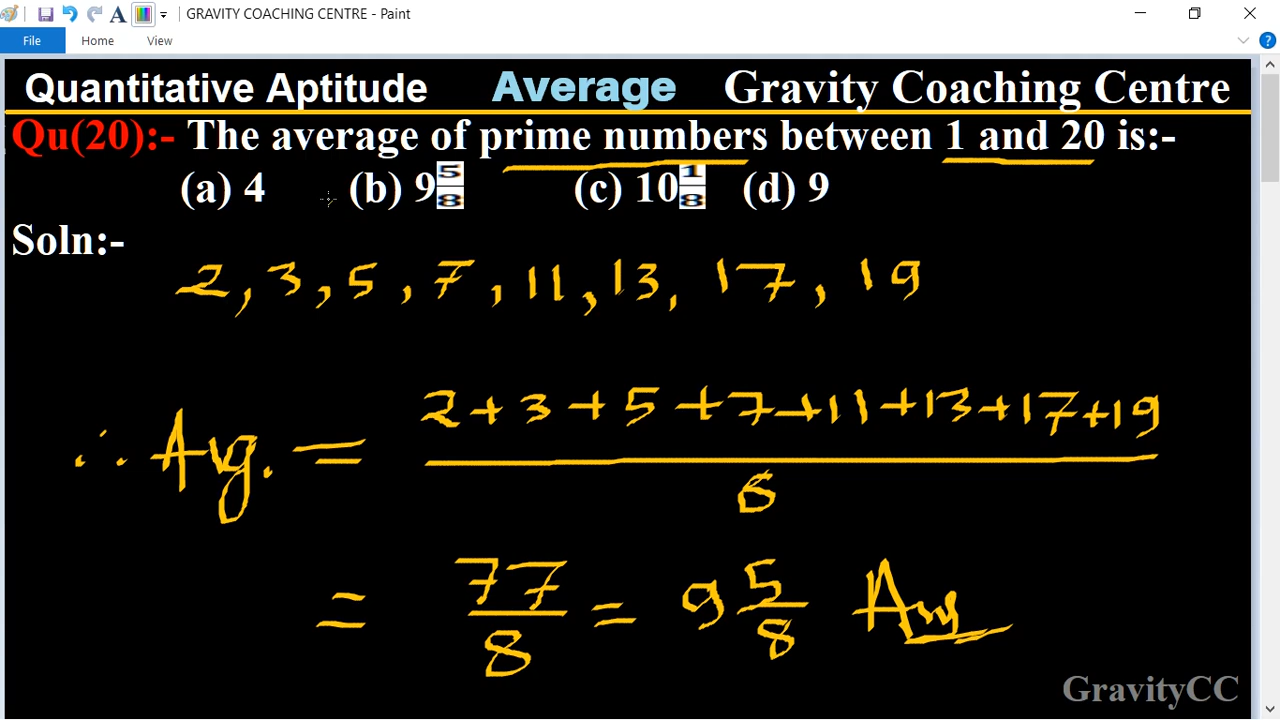 GRAVITY COACHING CENTRE - Paint
File Home View
Quantitative Aptitude Average Gravity Coaching Centre
Qu(20):- The average of prime numbers between 1 and 20 is:-
(a) 4 (b) 9 5/8 (c) 10 1/8 (d) 9
Soln:-
2, 3, 5, 7, 11, 13, 17, 19
∴ Avg. = 2+3+5+7+11+13+17+19 / 8
= 77/8 = 9 5/8 Ans
GravityCC